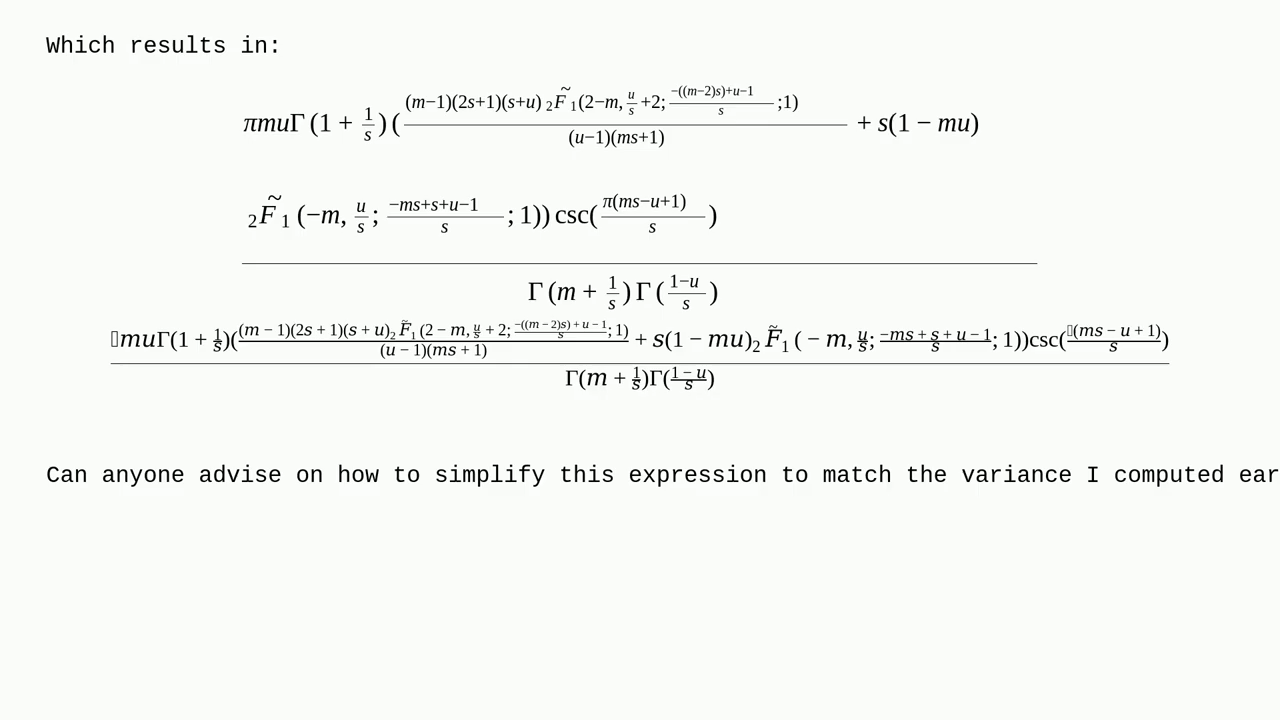 Which results in:
πmuΓ(1 + 1/s)( (m−1)(2s+1)(s+u) ₂F̃₁(2−m, u/s +2; −((m−2)s)+u−1/s ;1) / (u−1)(ms+1) + s(1 − mu)
₂F̃₁ (−m, u/s; −ms+s+u−1/s ; 1)) csc( π(ms−u+1)/s )
Γ(m + 1/s) Γ( 1−u/s )
▯muΓ(1 + 1/s)( (m − 1)(2s + 1)(s + u)₂F̃₁(2 − m, u/s + 2; −((m − 2)s) + u − 1/s ; 1) / (u − 1)(ms + 1) + s(1 − mu)₂F̃₁( − m, u/s; −ms + s + u − 1/s; 1))csc( ▯(ms − u + 1)/s )
Γ(m + 1/s)Γ( 1 − u/s )
Can anyone advise on how to simplify this expression to match the variance I computed ear